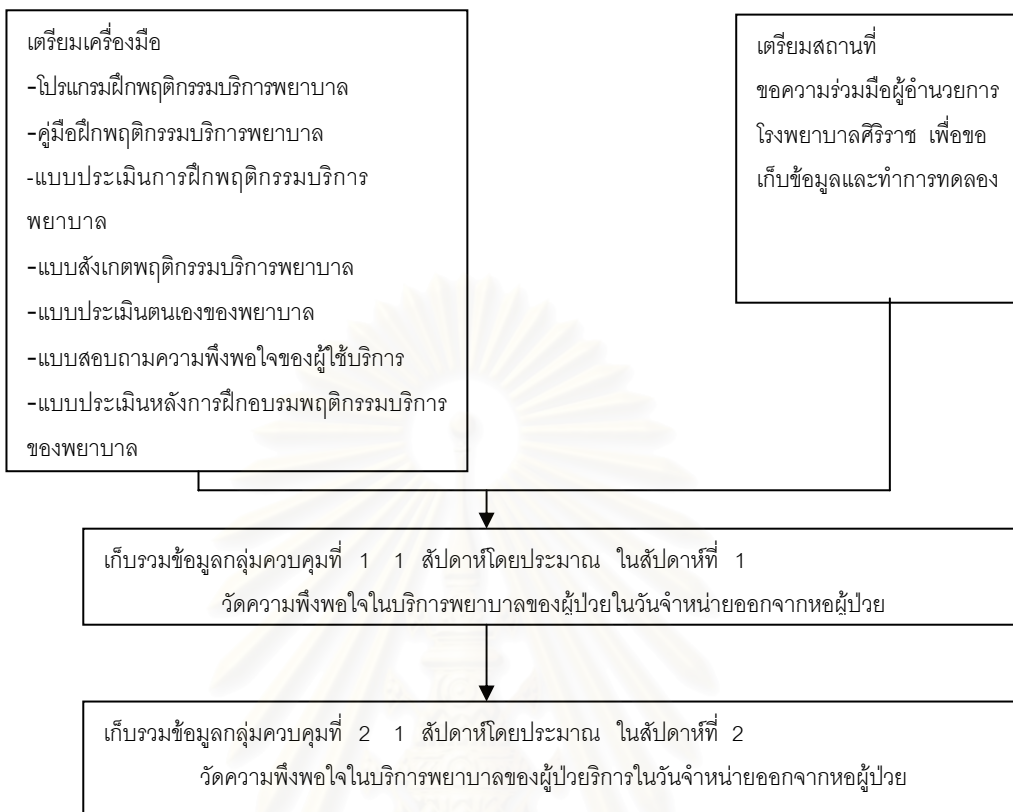 เตรียมเครื่องมือ
-โปรแกรมฝึกพฤติกรรมบริการพยาบาล
-คู่มือฝึกพฤติกรรมบริการพยาบาล
-แบบประเมินการฝึกพฤติกรรมบริการ
พยาบาล
-แบบสังเกตพฤติกรรมบริการพยาบาล
-แบบประเมินตนเองของพยาบาล
-แบบสอบถามความพึงพอใจของผู้ใช้บริการ
-แบบประเมินหลังการฝึกอบรมพฤติกรรมบริการ
ของพยาบาล
เตรียมสถานที่
ขอความร่วมมือผู้อำนวยการ
โรงพยาบาลศิริราช เพื่อขอ
เก็บข้อมูลและทำการทดลอง
เก็บรวมข้อมูลกลุ่มควบคุมที่ 1 1 สัปดาห์โดยประมาณ ในสัปดาห์ที่ 1
วัดความพึงพอใจในบริการพยาบาลของผู้ป่วยในวันจำหน่ายออกจากหอผู้ป่วย
เก็บรวมข้อมูลกลุ่มควบคุมที่ 2 1 สัปดาห์โดยประมาณ ในสัปดาห์ที่ 2
วัดความพึงพอใจในบริการพยาบาลของผู้ป่วยริการในวันจำหน่ายออกจากหอผู้ป่วย